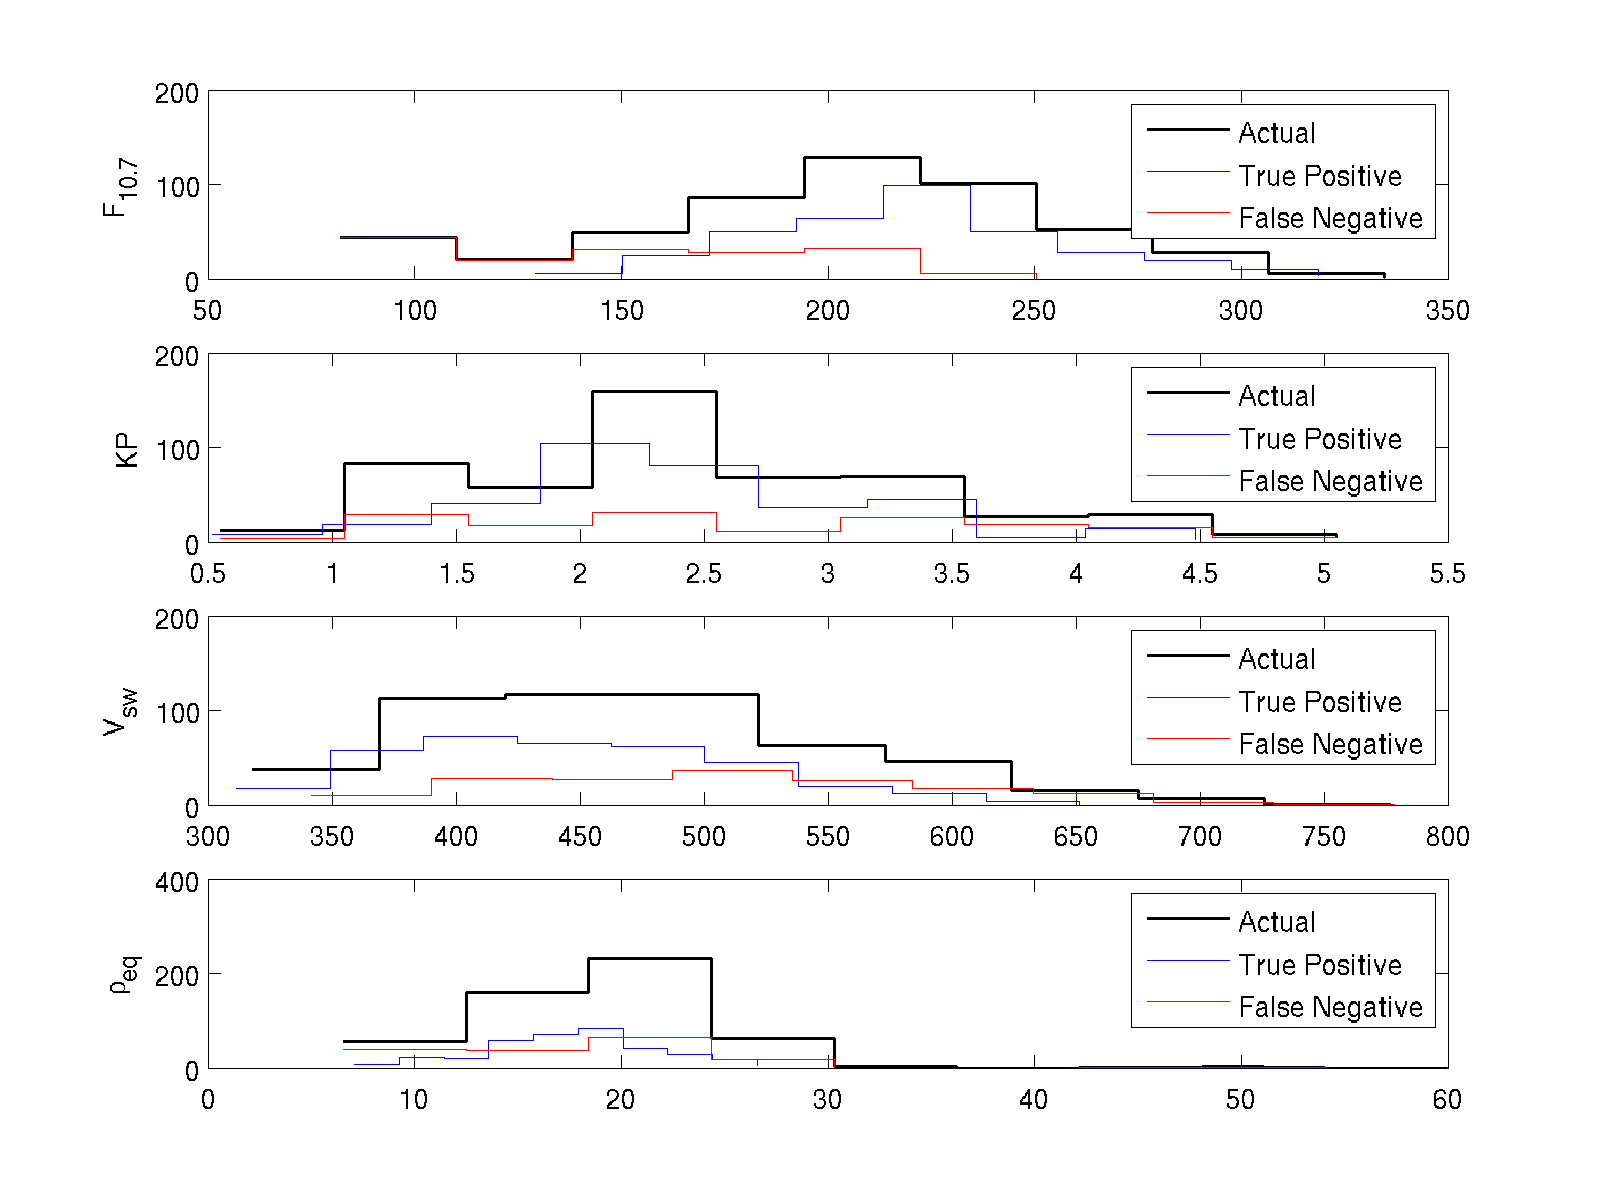 200
100
0
F10.7
Actual
True Positive
False Negative
50 100 150 200 250 300 350
200
100
0
KP
Actual
True Positive
False Negative
0.5 1 1.5 2 2.5 3 3.5 4 4.5 5 5.5
200
100
0
Vsw
Actual
True Positive
False Negative
300 350 400 450 500 550 600 650 700 750 800
400
200
0
ρeq
Actual
True Positive
False Negative
0 10 20 30 40 50 60